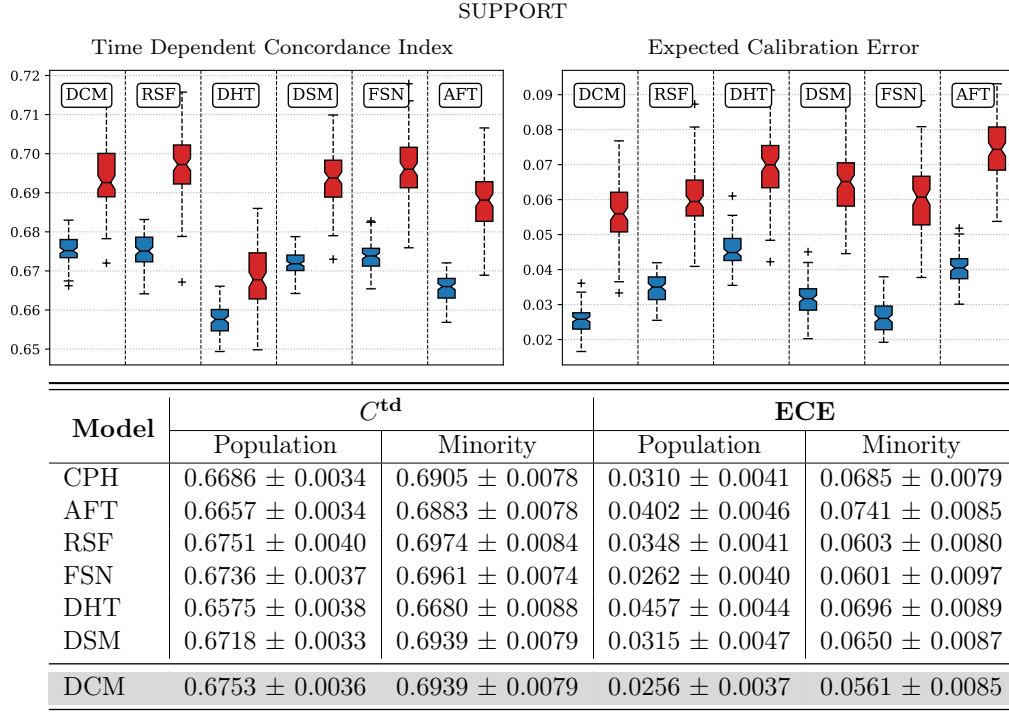 SUPPORT
Time Dependent Concordance Index
0.72
0.71
0.70
0.69
0.68
0.67
0.66
0.65
DCM RSF DHT DSM FSN AFT
Expected Calibration Error
0.09
0.08
0.07
0.06
0.05
0.04
0.03
0.02
DCM RSF DHT DSM FSN AFT
Model C^td ECE
Population Minority Population Minority
CPH 0.6686 ± 0.0034 0.6905 ± 0.0078 0.0310 ± 0.0041 0.0685 ± 0.0079
AFT 0.6657 ± 0.0034 0.6883 ± 0.0078 0.0402 ± 0.0046 0.0741 ± 0.0085
RSF 0.6751 ± 0.0040 0.6974 ± 0.0084 0.0348 ± 0.0041 0.0603 ± 0.0080
FSN 0.6736 ± 0.0037 0.6961 ± 0.0074 0.0262 ± 0.0040 0.0601 ± 0.0097
DHT 0.6575 ± 0.0038 0.6680 ± 0.0088 0.0457 ± 0.0044 0.0696 ± 0.0089
DSM 0.6718 ± 0.0033 0.6939 ± 0.0079 0.0315 ± 0.0047 0.0650 ± 0.0087
DCM 0.6753 ± 0.0036 0.6939 ± 0.0079 0.0256 ± 0.0037 0.0561 ± 0.0085